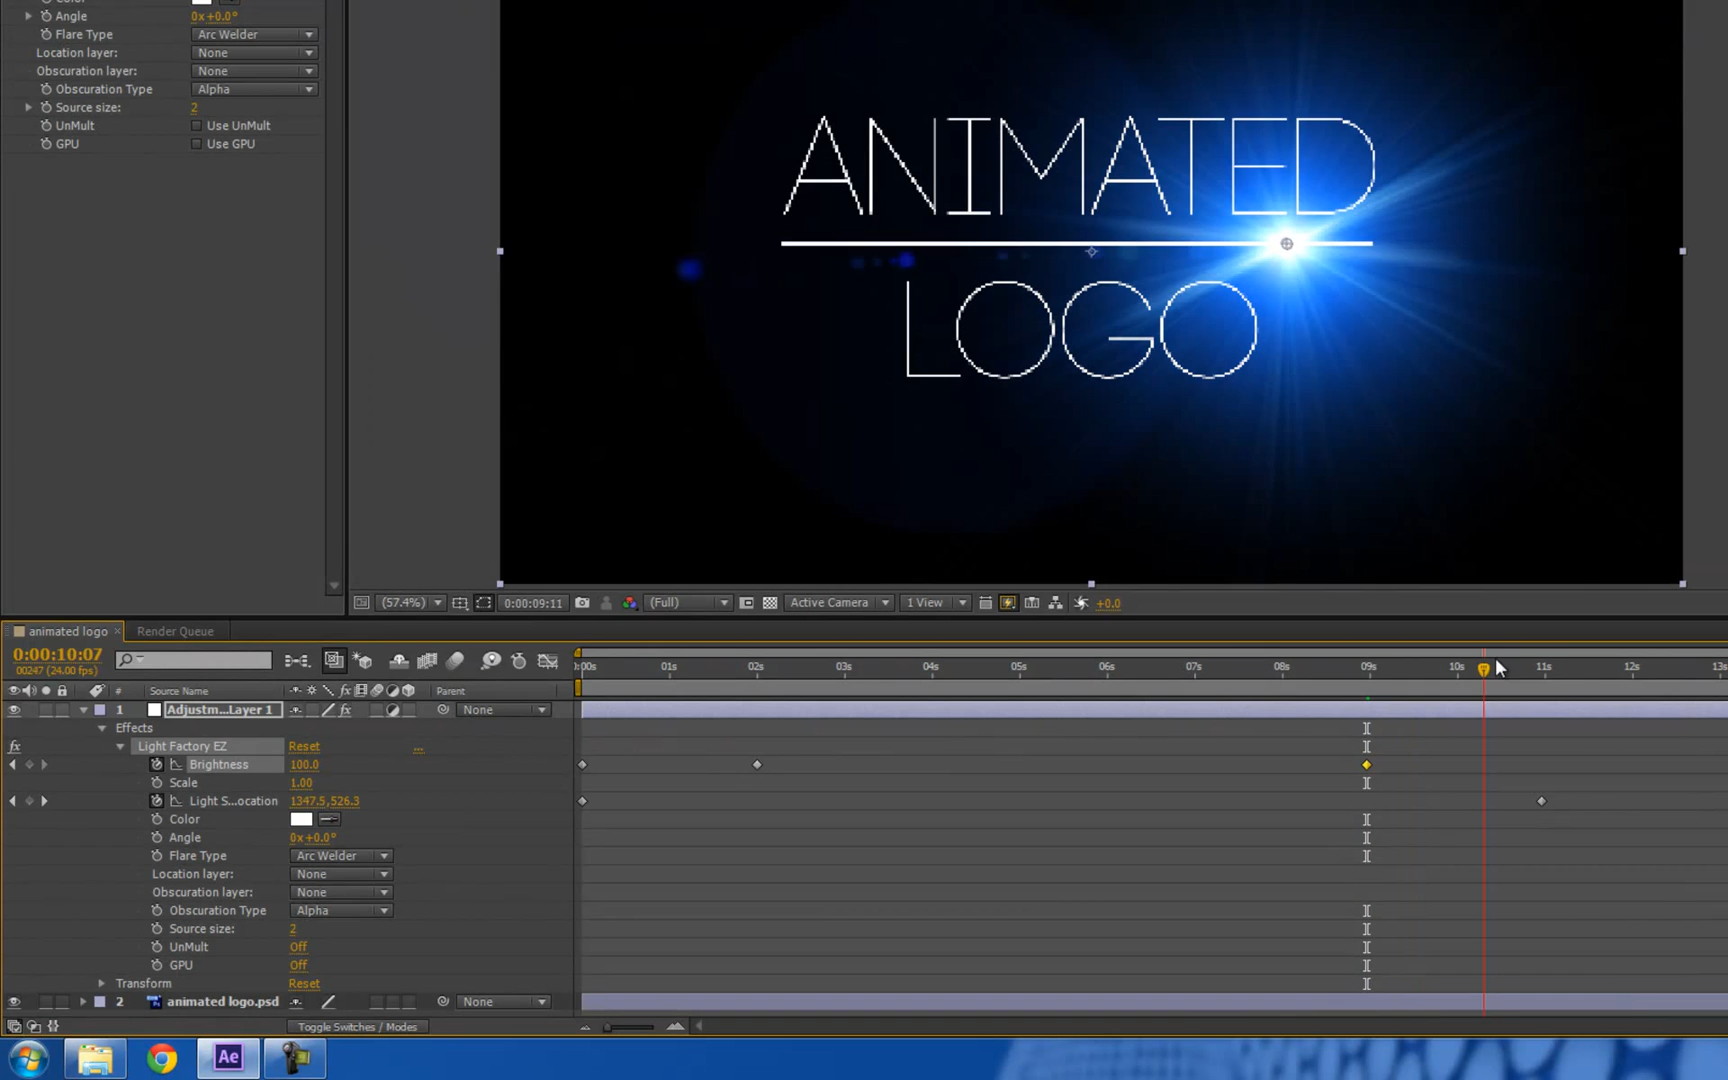 Angle 0x+0.0°
Flare Type Arc Welder
Location layer: None
Obscuration layer: None
Obscuration Type Alpha
Source size: 2
UnMult Use UnMult
GPU Use GPU
ANIMATED
LOGO
(57.4%) 0:00:09:11 (Full) Active Camera 1 View +0.0
animated logo × Render Queue
0:00:10:07
00247 (24.00 fps)
:00s 01s 02s 03s 04s 05s 06s 07s 08s 09s 10s 11s 12s 13s
# Source Name fx Parent
1 Adjustm...Layer 1 fx None
Effects
fx Light Factory EZ Reset ...
Brightness 100.0
Scale 1.00
Light S...ocation 1347.5,526.3
Color
Angle 0x+0.0°
Flare Type Arc Welder
Location layer: None
Obscuration layer: None
Obscuration Type Alpha
Source size: 2
UnMult Off
GPU Off
Transform Reset
2 animated logo.psd None
Toggle Switches / Modes
Ae